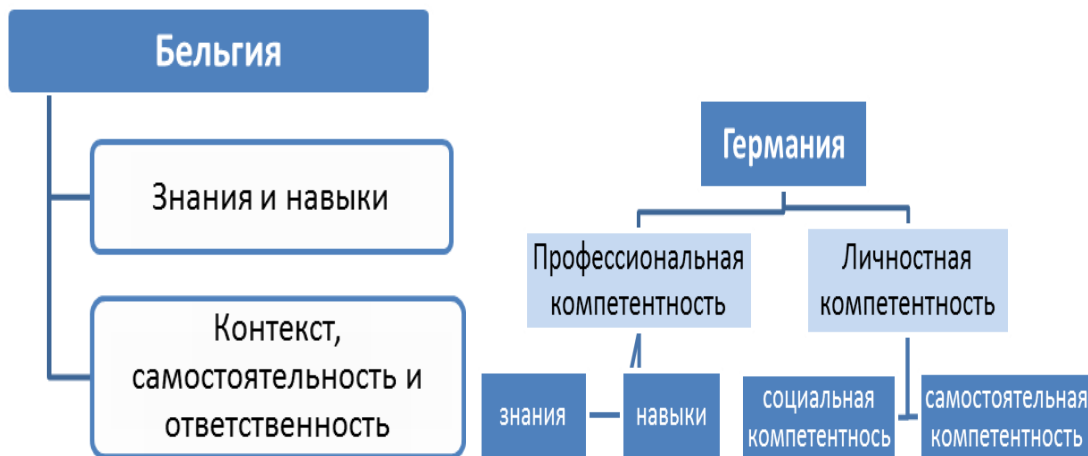 Бельгия
Знания и навыки
Контекст,
самостоятельность и
ответственность
Германия
Профессиональная
компетентность
Личностная
компетентность
знания
навыки
социальная
компетентнось
самостоятельная
компетентность